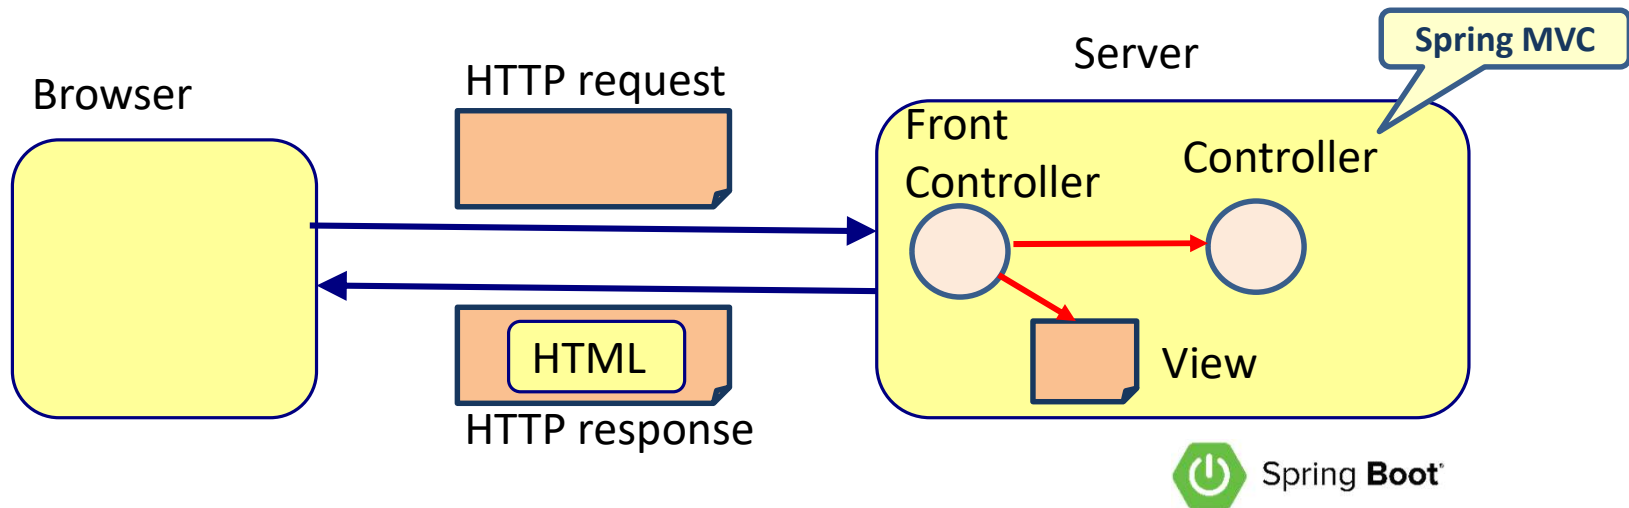 Browser
HTTP request
Server
Spring MVC
Front
Controller
Controller
HTML
View
HTTP response
Spring Boot